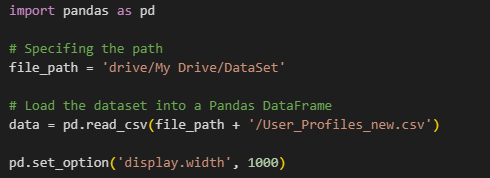 import pandas as pd
# Specifing the path
file_path = 'drive/My Drive/DataSet'
# Load the dataset into a Pandas DataFrame
data = pd.read_csv(file_path + '/User_Profiles_new.csv')
pd.set_option('display.width', 1000)